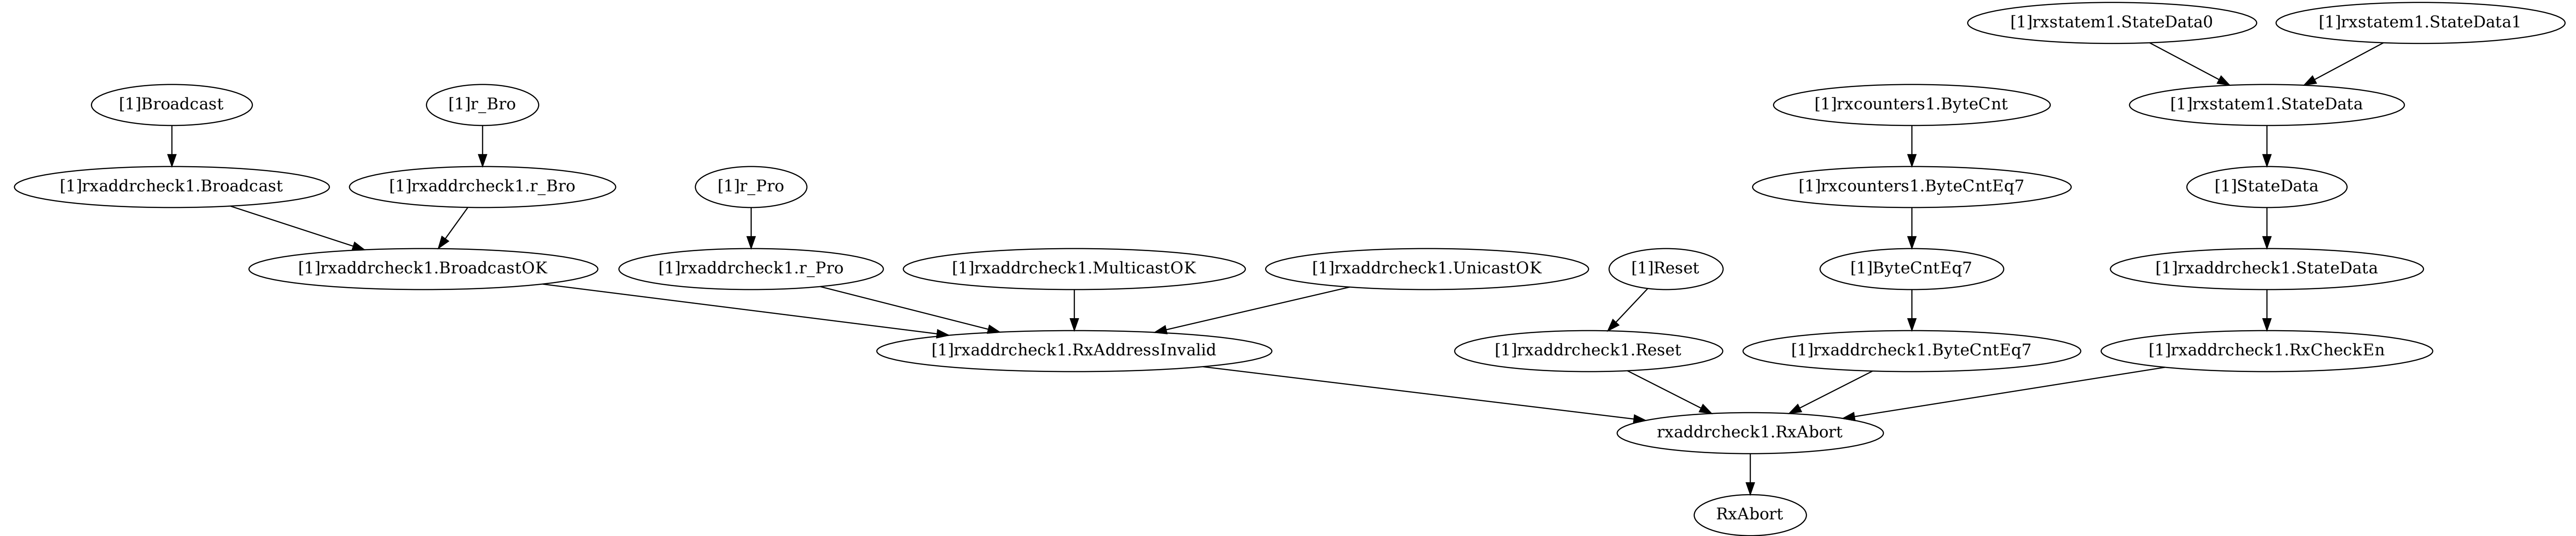 [1]rxstatem1.StateData0
[1]rxstatem1.StateData1
[1]Broadcast
[1]r_Bro
[1]rxcounters1.ByteCnt
[1]rxstatem1.StateData
[1]rxaddrcheck1.Broadcast
[1]rxaddrcheck1.r_Bro
[1]r_Pro
[1]rxcounters1.ByteCntEq7
[1]StateData
[1]rxaddrcheck1.BroadcastOK
[1]rxaddrcheck1.r_Pro
[1]rxaddrcheck1.MulticastOK
[1]rxaddrcheck1.UnicastOK
[1]Reset
[1]ByteCntEq7
[1]rxaddrcheck1.StateData
[1]rxaddrcheck1.RxAddressInvalid
[1]rxaddrcheck1.Reset
[1]rxaddrcheck1.ByteCntEq7
[1]rxaddrcheck1.RxCheckEn
rxaddrcheck1.RxAbort
RxAbort